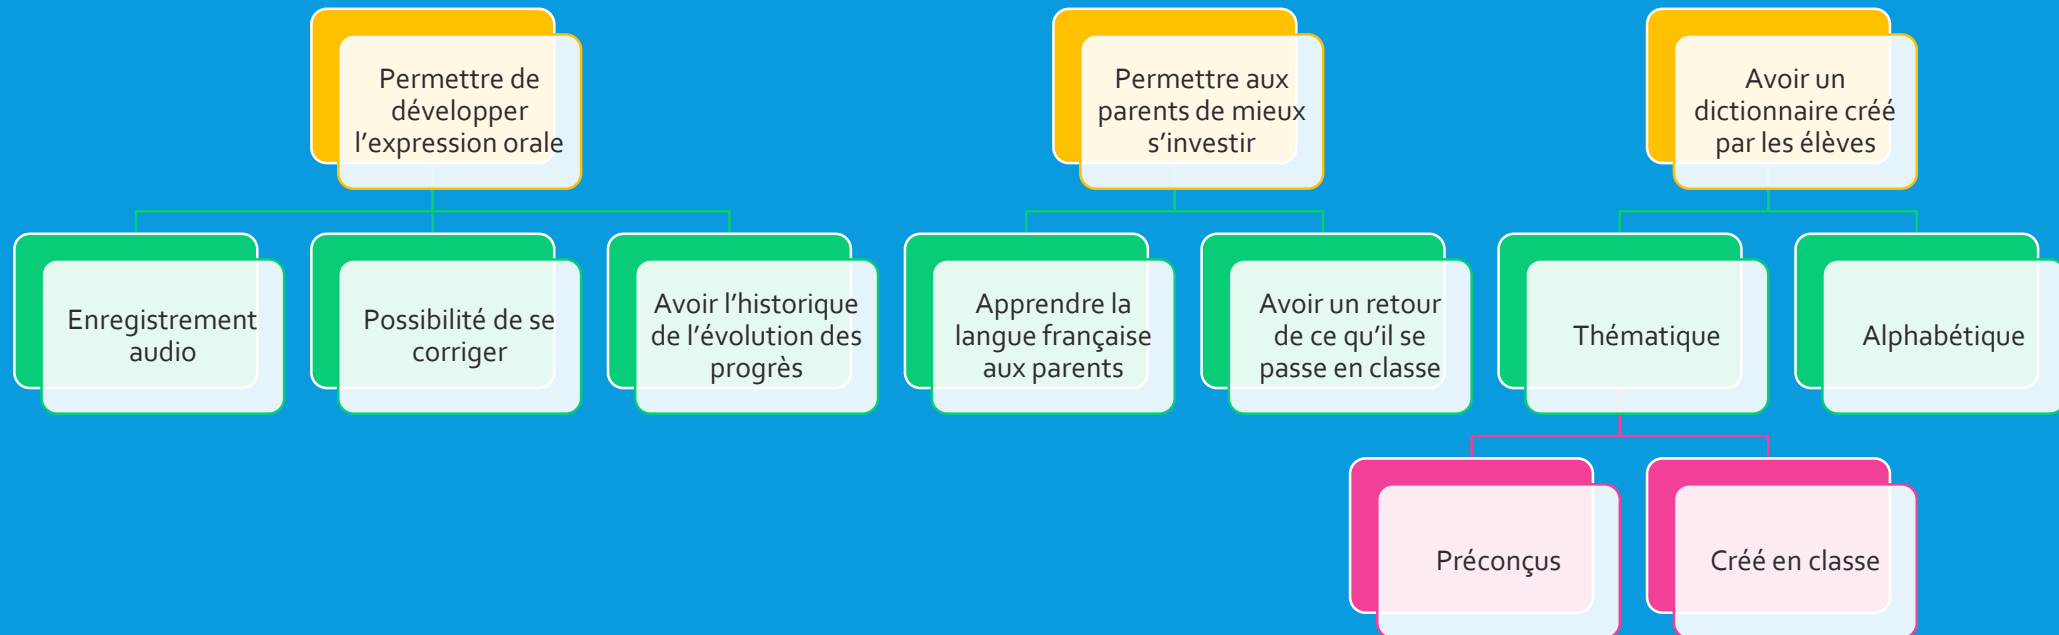 Permettre de
développer
l'expression orale
Permettre aux
parents de mieux
s'investir
Avoir un
dictionnaire créé
par les élèves
Enregistrement
audio
Possibilité de se
corriger
Avoir l'historique
de l'évolution des
progrès
Apprendre la
langue française
aux parents
Avoir un retour
de ce qu'il se
passe en classe
Thématique
Alphabétique
Préconçus
Créé en classe